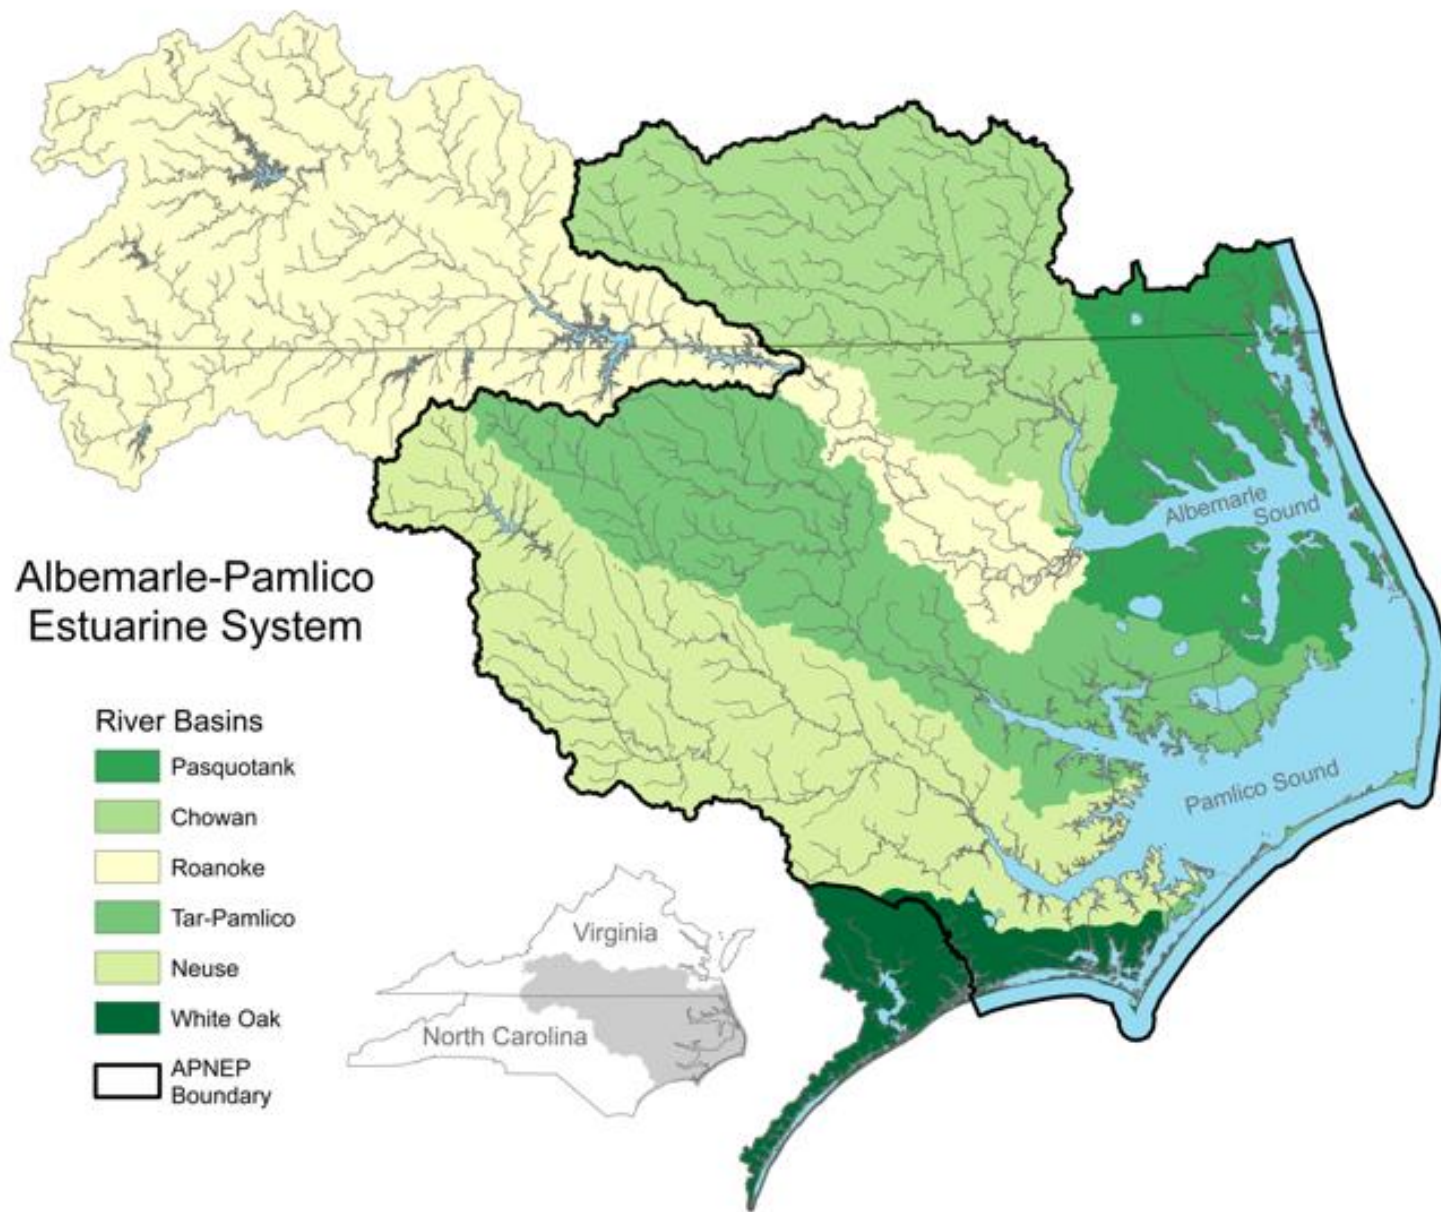 Albemarle
Sound
Albemarle-Pamlico
Estuarine System
River Basins
Pasquotank
Chowan
Roanoke
Tar-Pamlico
Neuse
White Oak
APNEP
Boundary
Pamlico Sound
Virginia
North Carolina